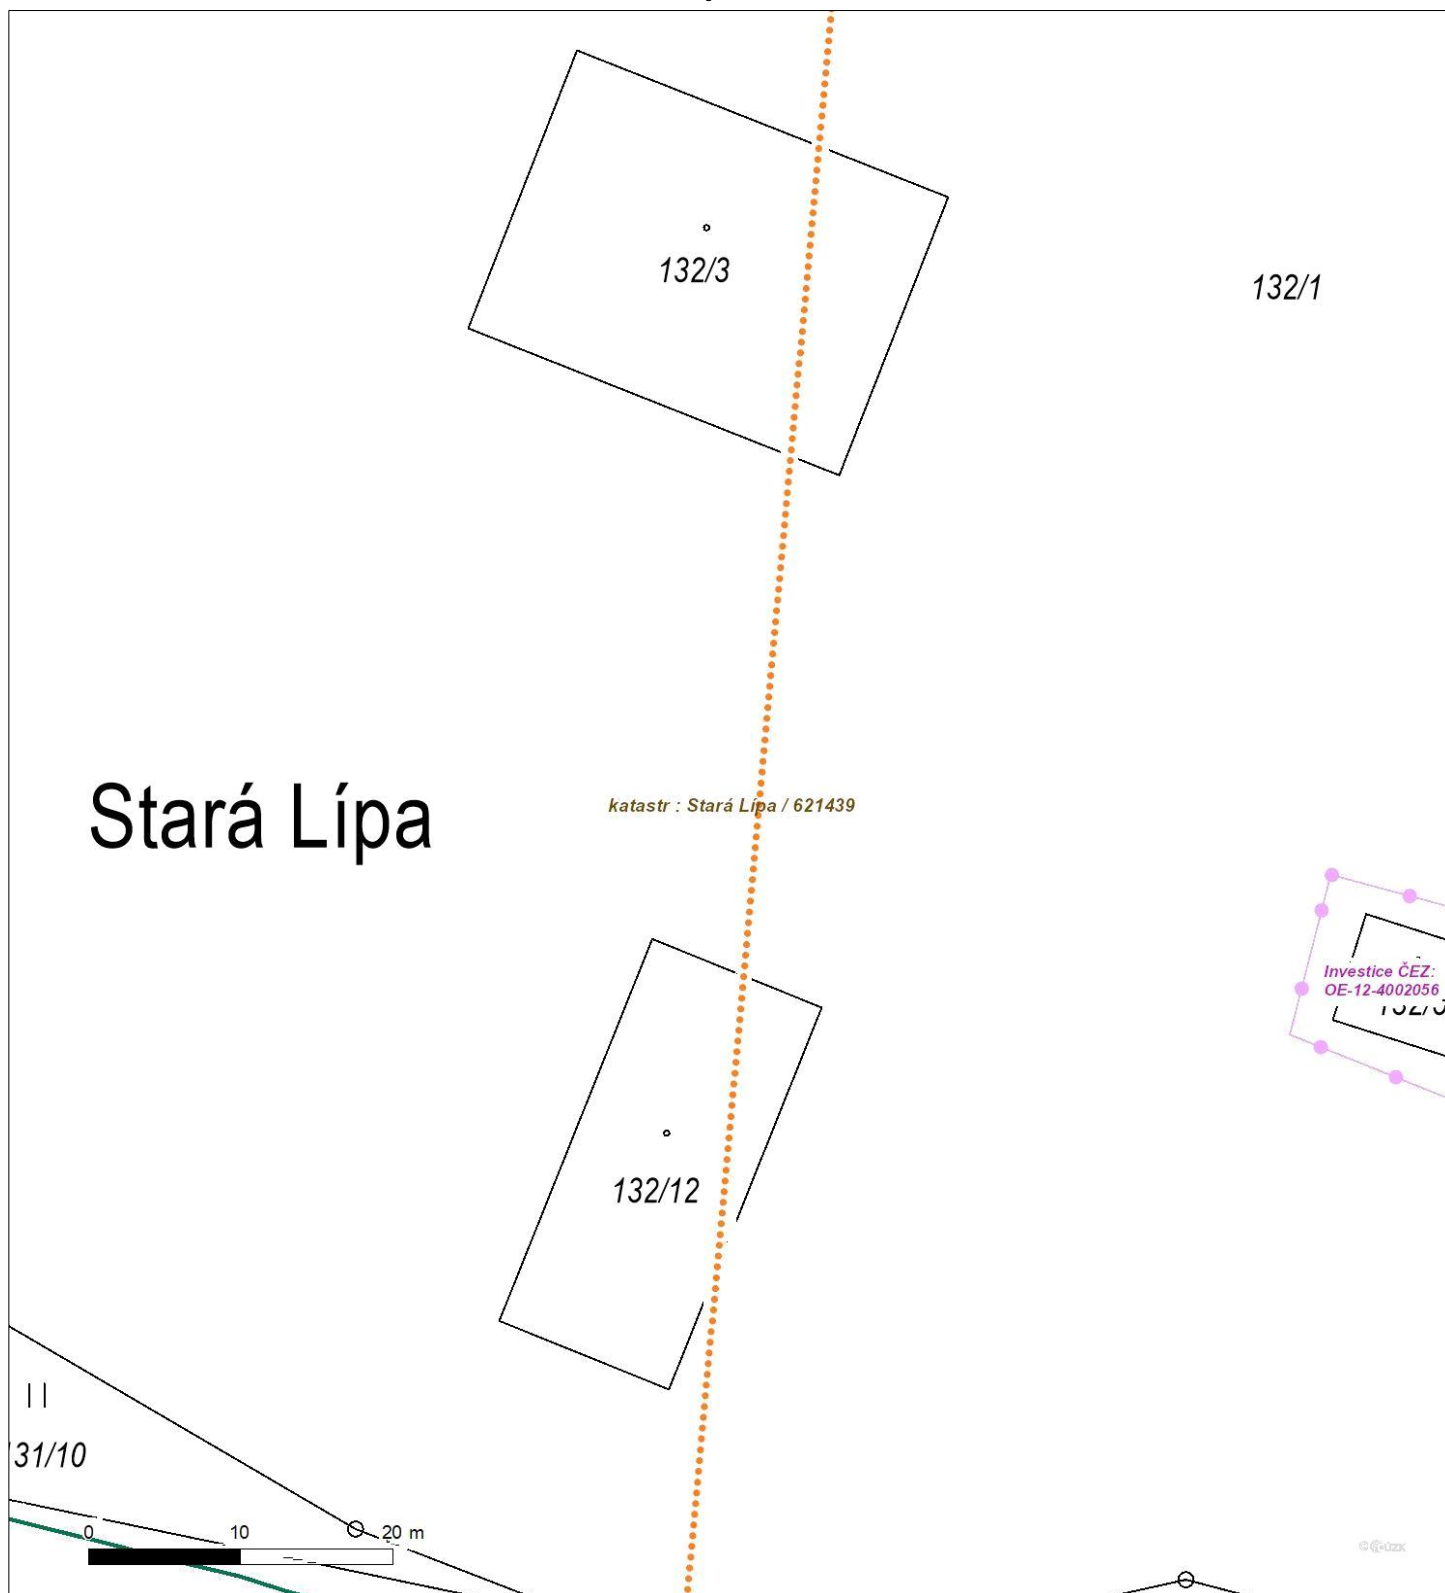 132/3
132/1
Stará Lípa
katastr : Stará Lípa / 621439
Investice ČEZ:
OE-12-4002056
132/12
31/10
0 10 20 m